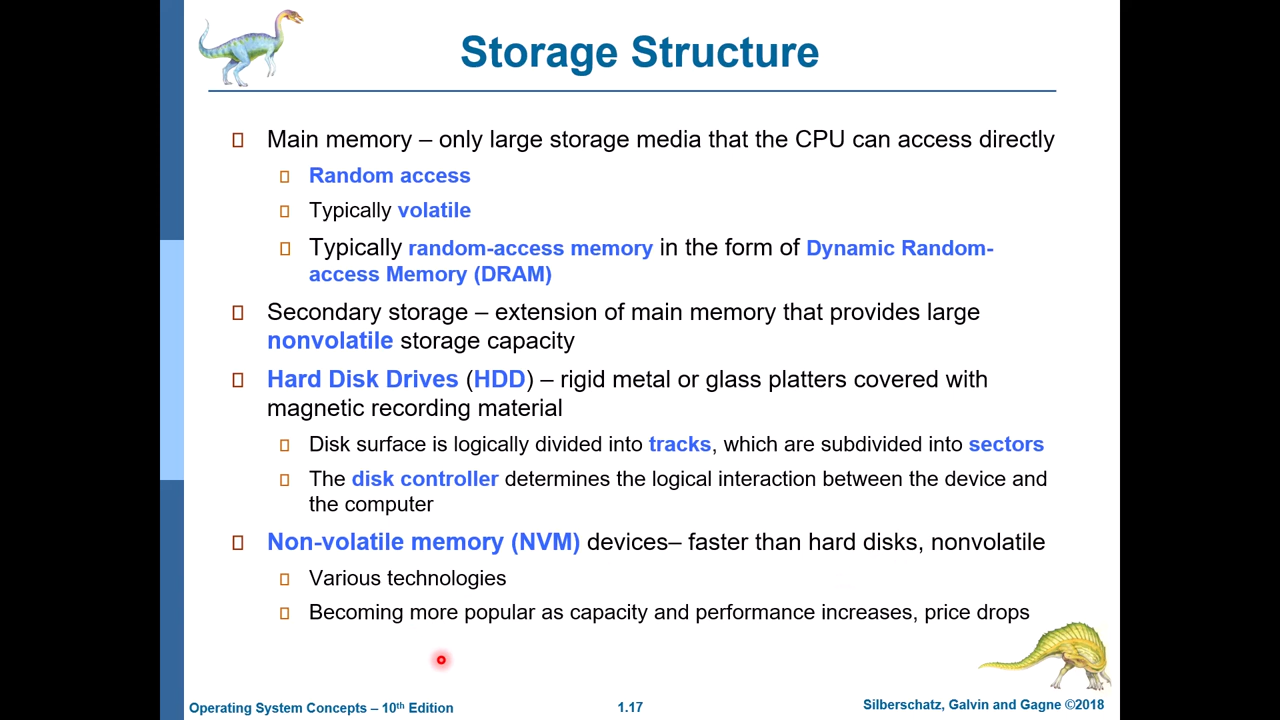 Storage Structure
Main memory – only large storage media that the CPU can access directly
Random access
Typically volatile
Typically random-access memory in the form of Dynamic Random-
access Memory (DRAM)
Secondary storage – extension of main memory that provides large
nonvolatile storage capacity
Hard Disk Drives (HDD) – rigid metal or glass platters covered with
magnetic recording material
Disk surface is logically divided into tracks, which are subdivided into sectors
The disk controller determines the logical interaction between the device and
the computer
Non-volatile memory (NVM) devices– faster than hard disks, nonvolatile
Various technologies
Becoming more popular as capacity and performance increases, price drops
Operating System Concepts – 10th Edition
1.17
Silberschatz, Galvin and Gagne ©2018